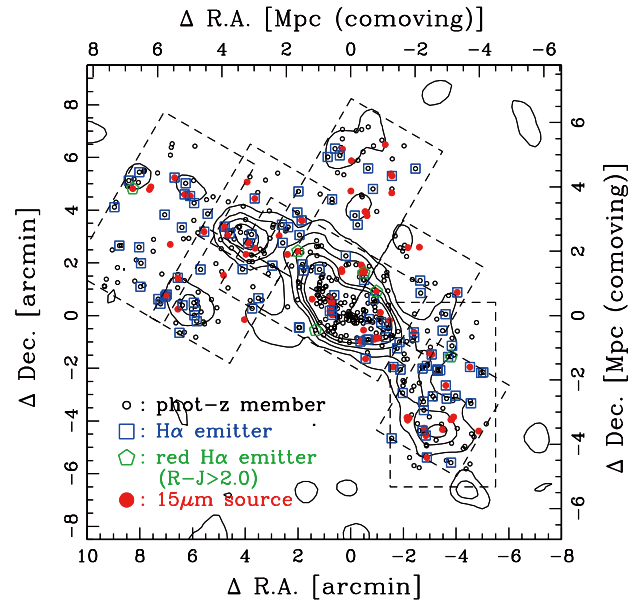 Δ R.A. [Mpc (comoving)]
8 6 4 2 0 −2 −4 −6
8 6 4 2 0 −2 −4 −6 −8
Δ Dec. [arcmin]
6 4 2 0 −2 −4 −6
Δ Dec. [Mpc (comoving)]
: phot-z member
: Hα emitter
: red Hα emitter
(R−J>2.0)
: 15μm source
10 8 6 4 2 0 −2 −4 −6 −8
Δ R.A. [arcmin]